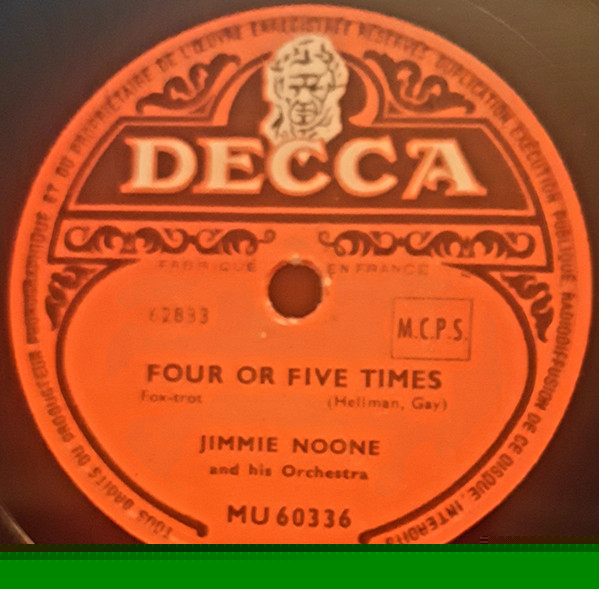 TOUS DROITS DU PRODUCTEUR PHONOGRAPHIQUE ET DU PROPRIÉTAIRE DE L'ŒUVRE ENREGISTRÉE RÉSERVÉS DUPLICATION EXÉCUTION PUBLIQUE RADIODIFFUSION DE CE DISQUE INTERDITS
DECCA
FABRIQUÉ EN FRANCE
62833
M.C.P.S.
FOUR OR FIVE TIMES
Fox-trot (Hellman, Gay)
JIMMIE NOONE
and his Orchestra
MU 60336